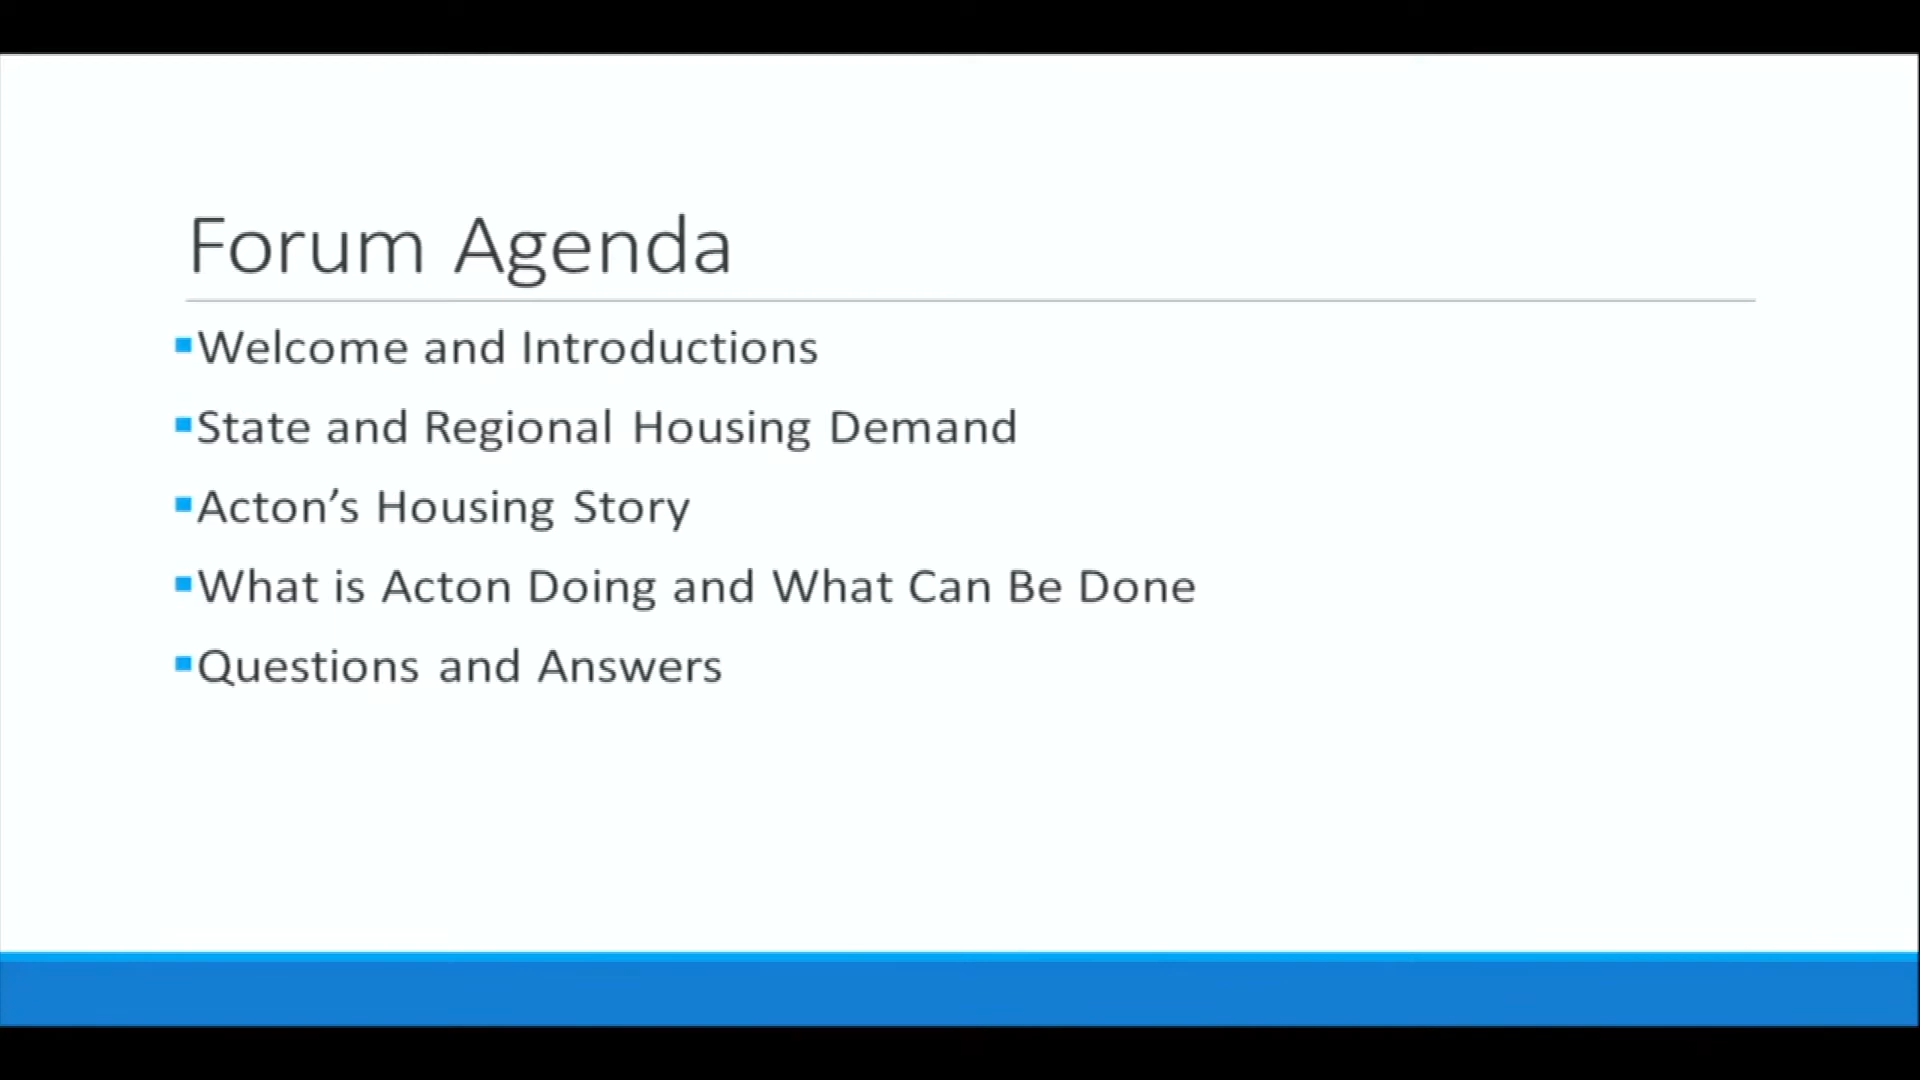 Forum Agenda
Welcome and Introductions
State and Regional Housing Demand
Acton’s Housing Story
What is Acton Doing and What Can Be Done
Questions and Answers